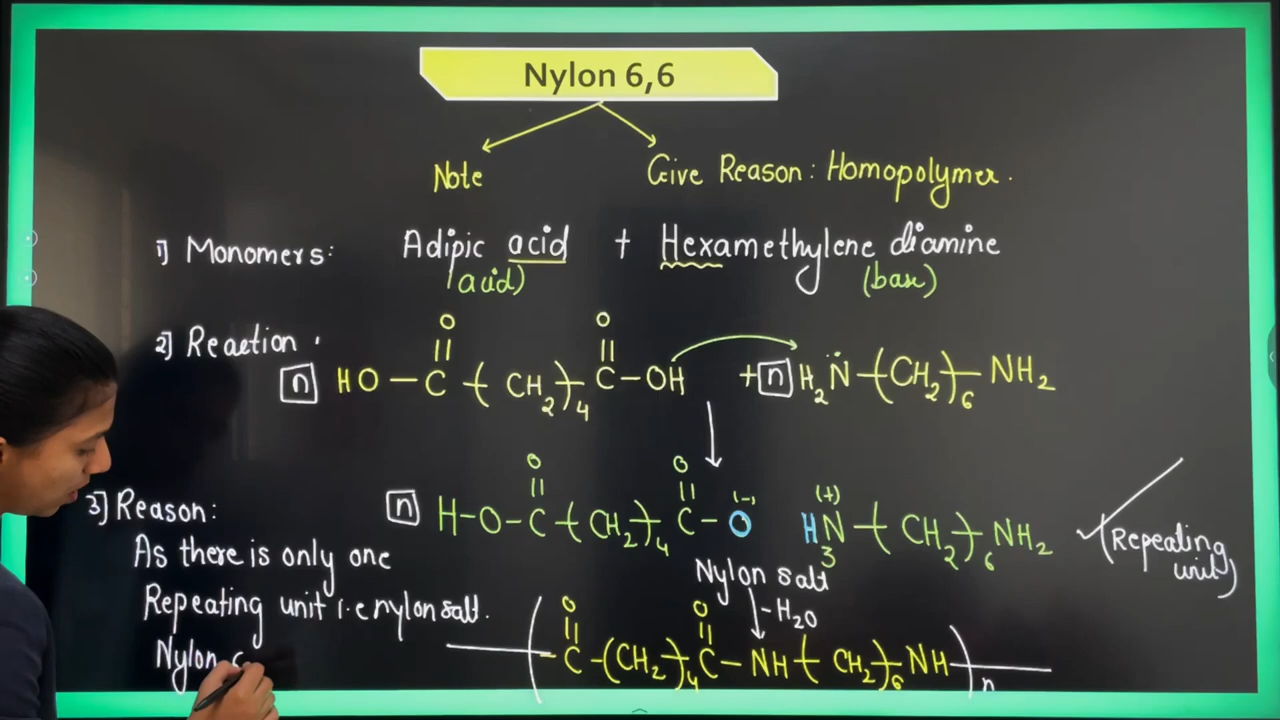 Nylon 6,6
Note
Give Reason: Homopolymer.
1) Monomers: Adipic acid + Hexamethylene diamine
(acid) (base)
2) Reaction.
O O
|| ||
n HO-C-(CH2)4-C-OH + n H2N̈-(CH2)6-NH2
O O
|| || (-) (+)
n H-O-C-(CH2)4-C-O H3N-(CH2)6-NH2 (Repeating unit)
Nylon salt
-H2O
O O
|| ||
(C-(CH2)4-C-NH-(CH2)6-NH)n
3) Reason:
As there is only one
Repeating unit i.e nylon salt.
Nylon 6